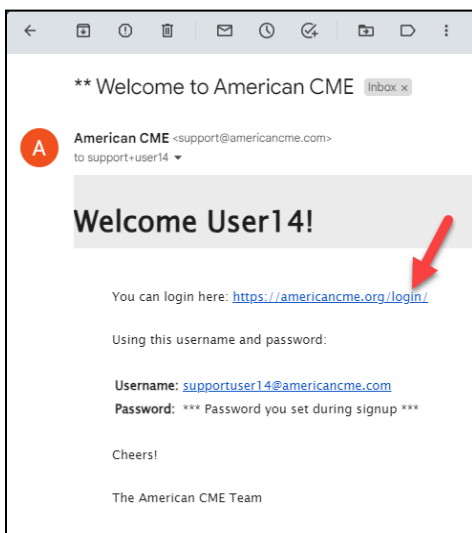 ** Welcome to American CME Inbox x
American CME <support@americancme.com>
to support+user14
A
Welcome User14!
You can login here: https://americancme.org/login/
Using this username and password:
Username: supportuser14@americancme.com
Password: *** Password you set during signup ***
Cheers!
The American CME Team